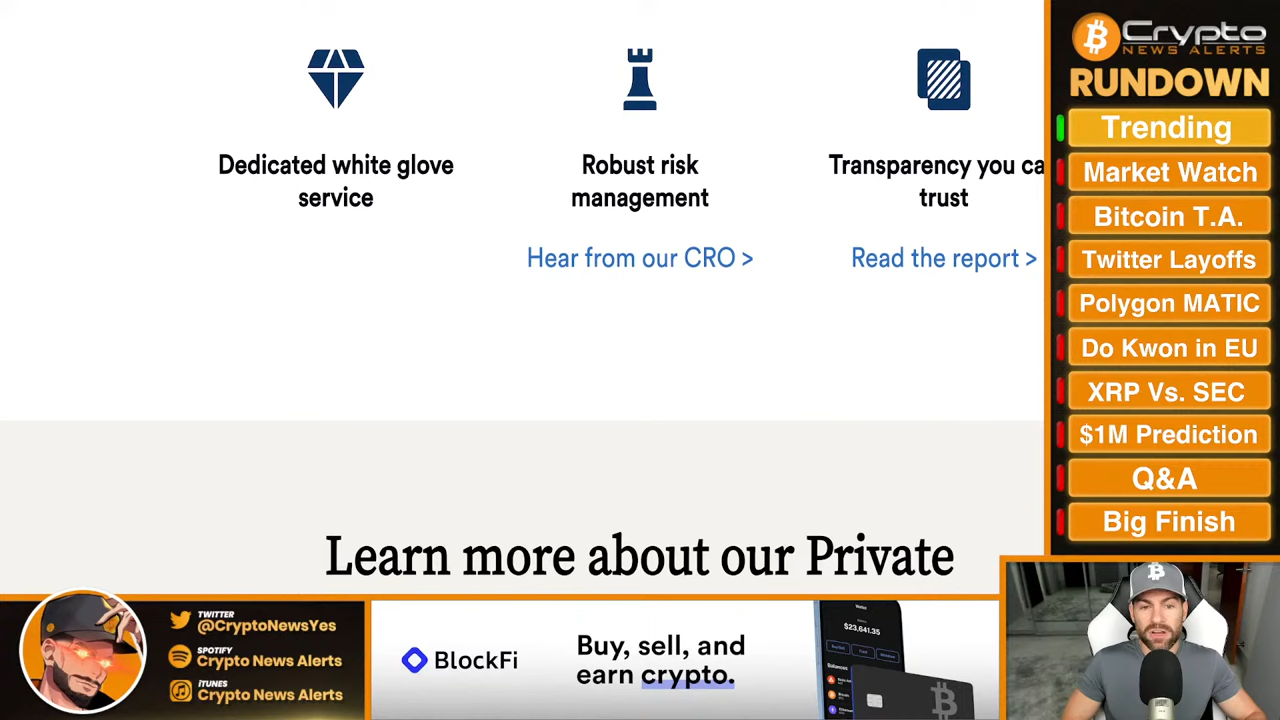 Dedicated white glove
service
Robust risk
management
Hear from our CRO >
Transparency you ca
trust
Read the report >
Learn more about our Private
Crypto
NEWS ALERTS
RUNDOWN
Trending
Market Watch
Bitcoin T.A.
Twitter Layoffs
Polygon MATIC
Do Kwon in EU
XRP Vs. SEC
$1M Prediction
Q&A
Big Finish
TWITTER
@CryptoNewsYes
SPOTIFY
Crypto News Alerts
iTUNES
Crypto News Alerts
BlockFi
Buy, sell, and
earn crypto.
Wallet
$23,641.35
Balances